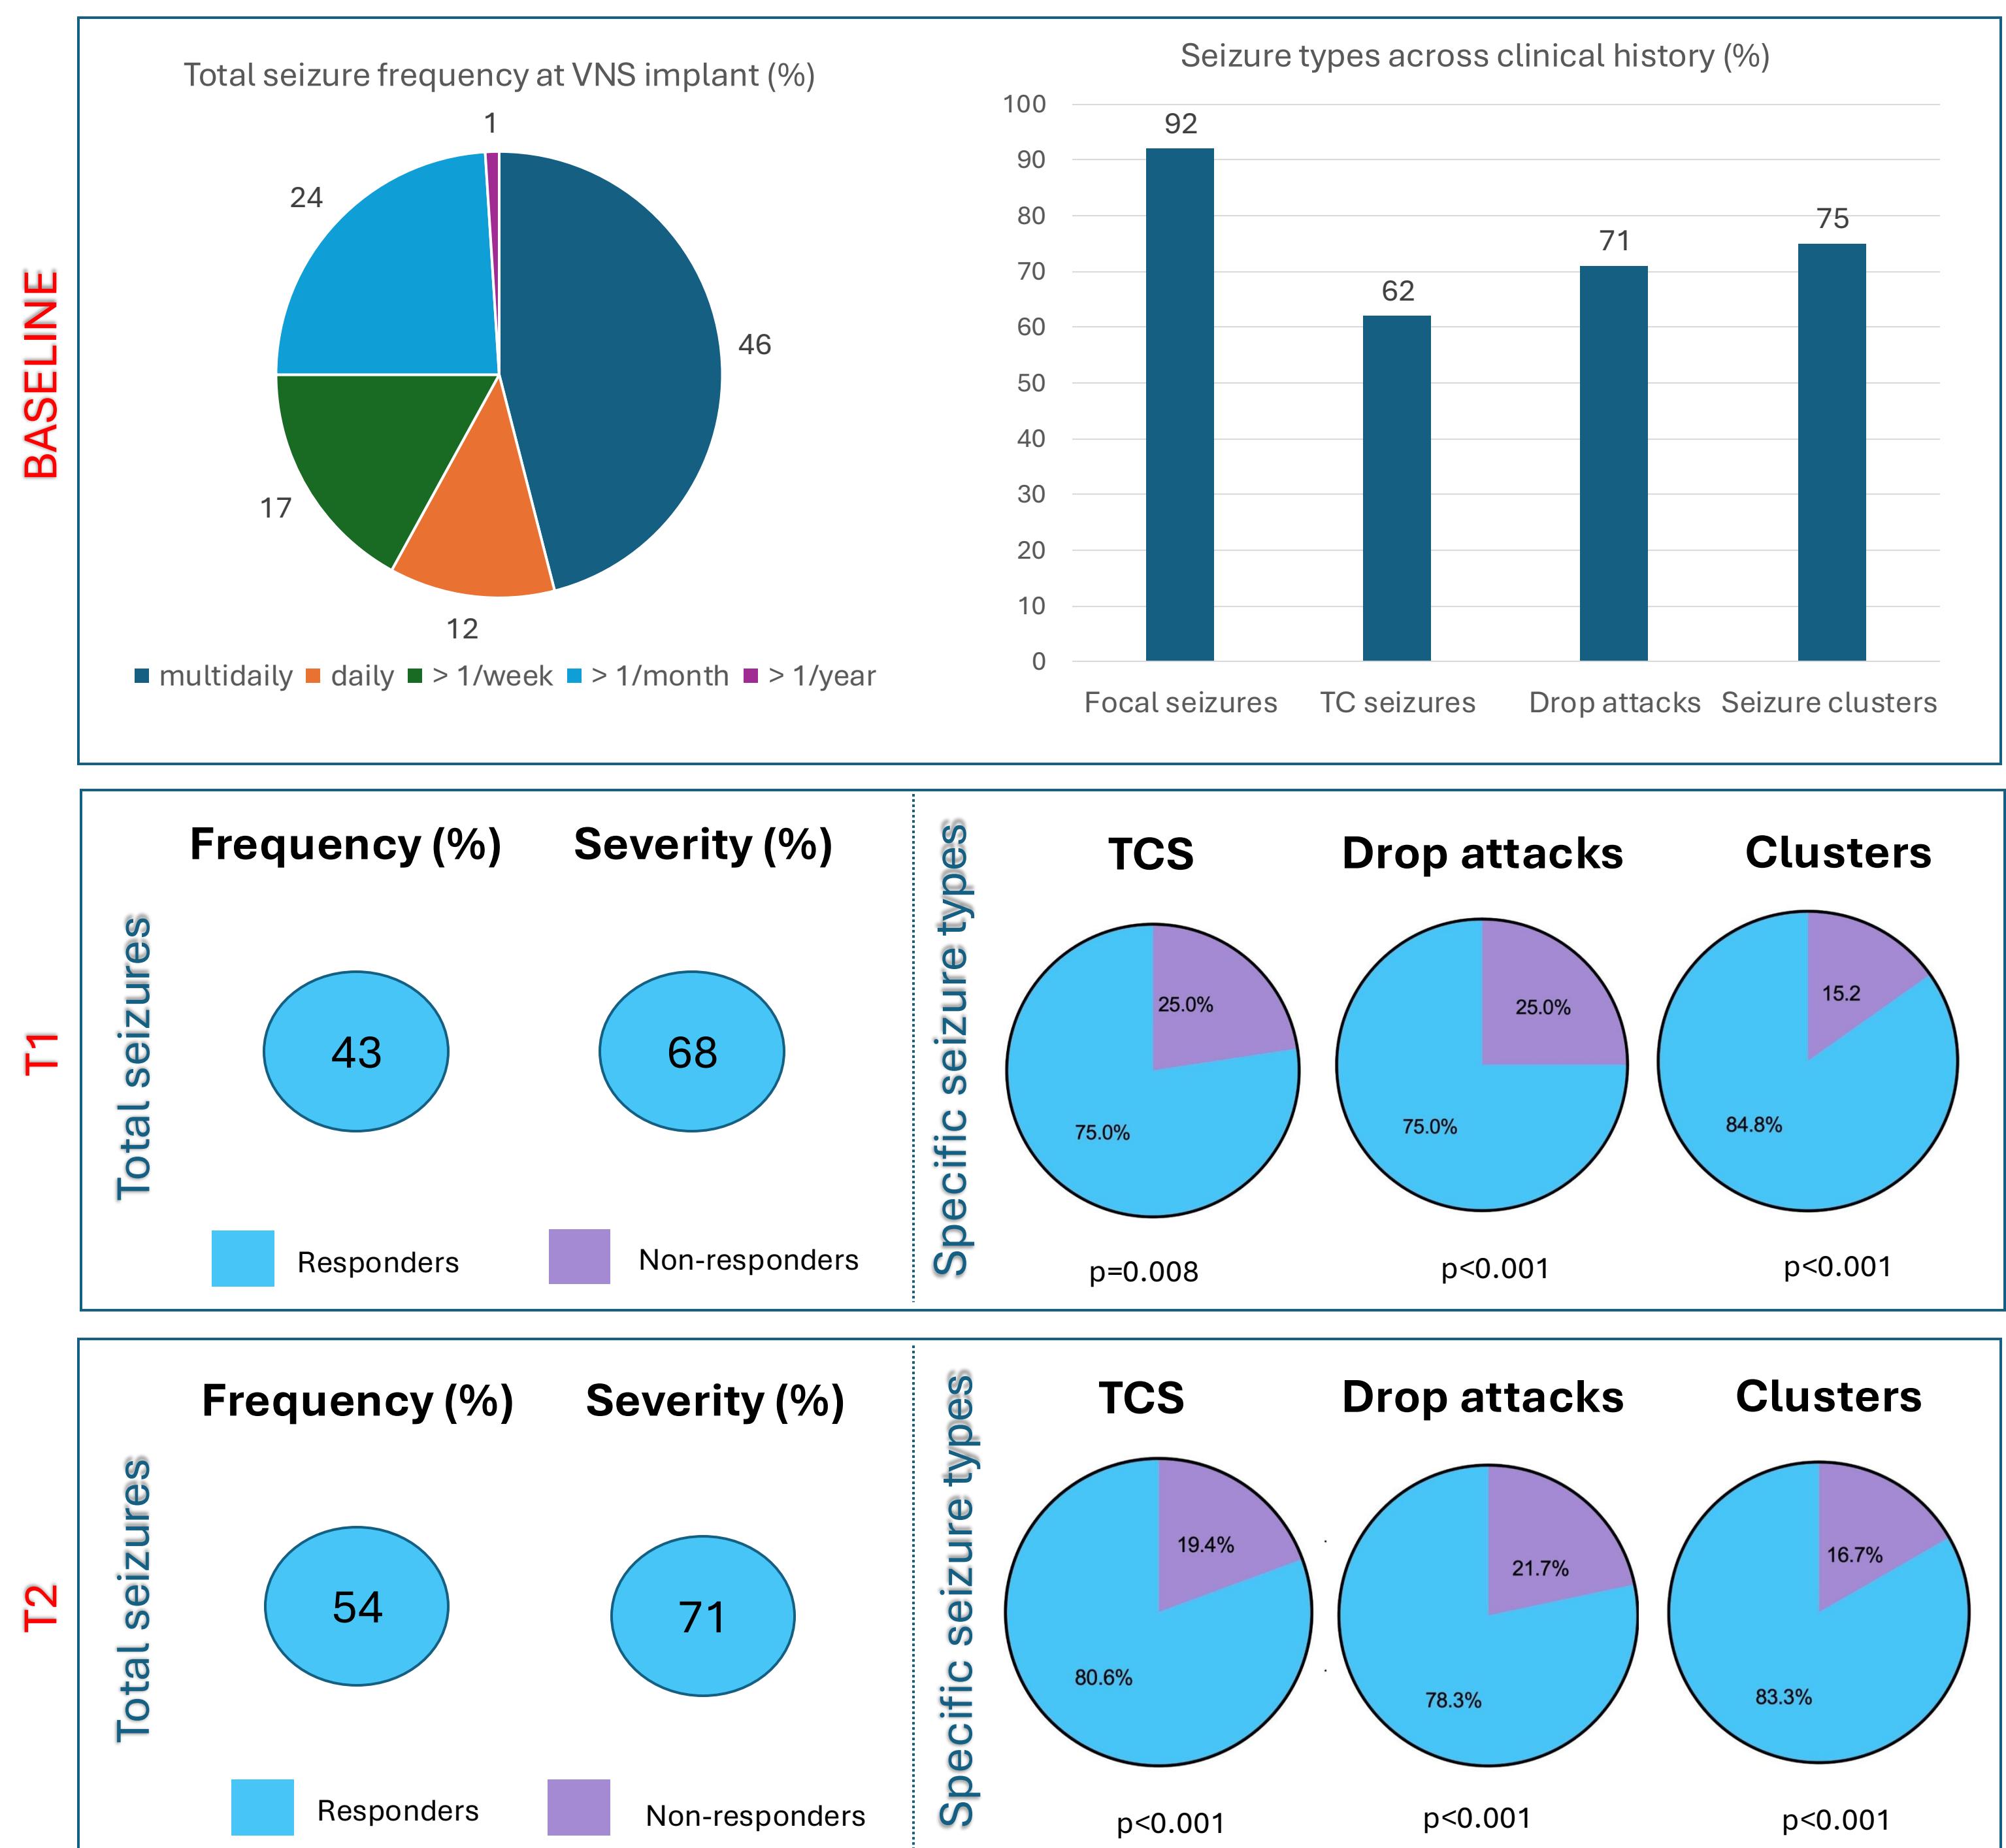 BASELINE
Total seizure frequency at VNS implant (%)
1
24
46
17
12
multidaily daily > 1/week > 1/month > 1/year
Seizure types across clinical history (%)
100
90
80
70
60
50
40
30
20
10
0
92
62
71
75
Focal seizures TC seizures Drop attacks Seizure clusters
T1
Total seizures
Frequency (%) Severity (%)
43 68
Responders Non-responders
Specific seizure types
TCS Drop attacks Clusters
25.0% 25.0% 15.2
75.0% 75.0% 84.8%
p=0.008 p<0.001 p<0.001
T2
Total seizures
Frequency (%) Severity (%)
54 71
Responders Non-responders
Specific seizure types
TCS Drop attacks Clusters
19.4% 21.7% 16.7%
80.6% 78.3% 83.3%
p<0.001 p<0.001 p<0.001